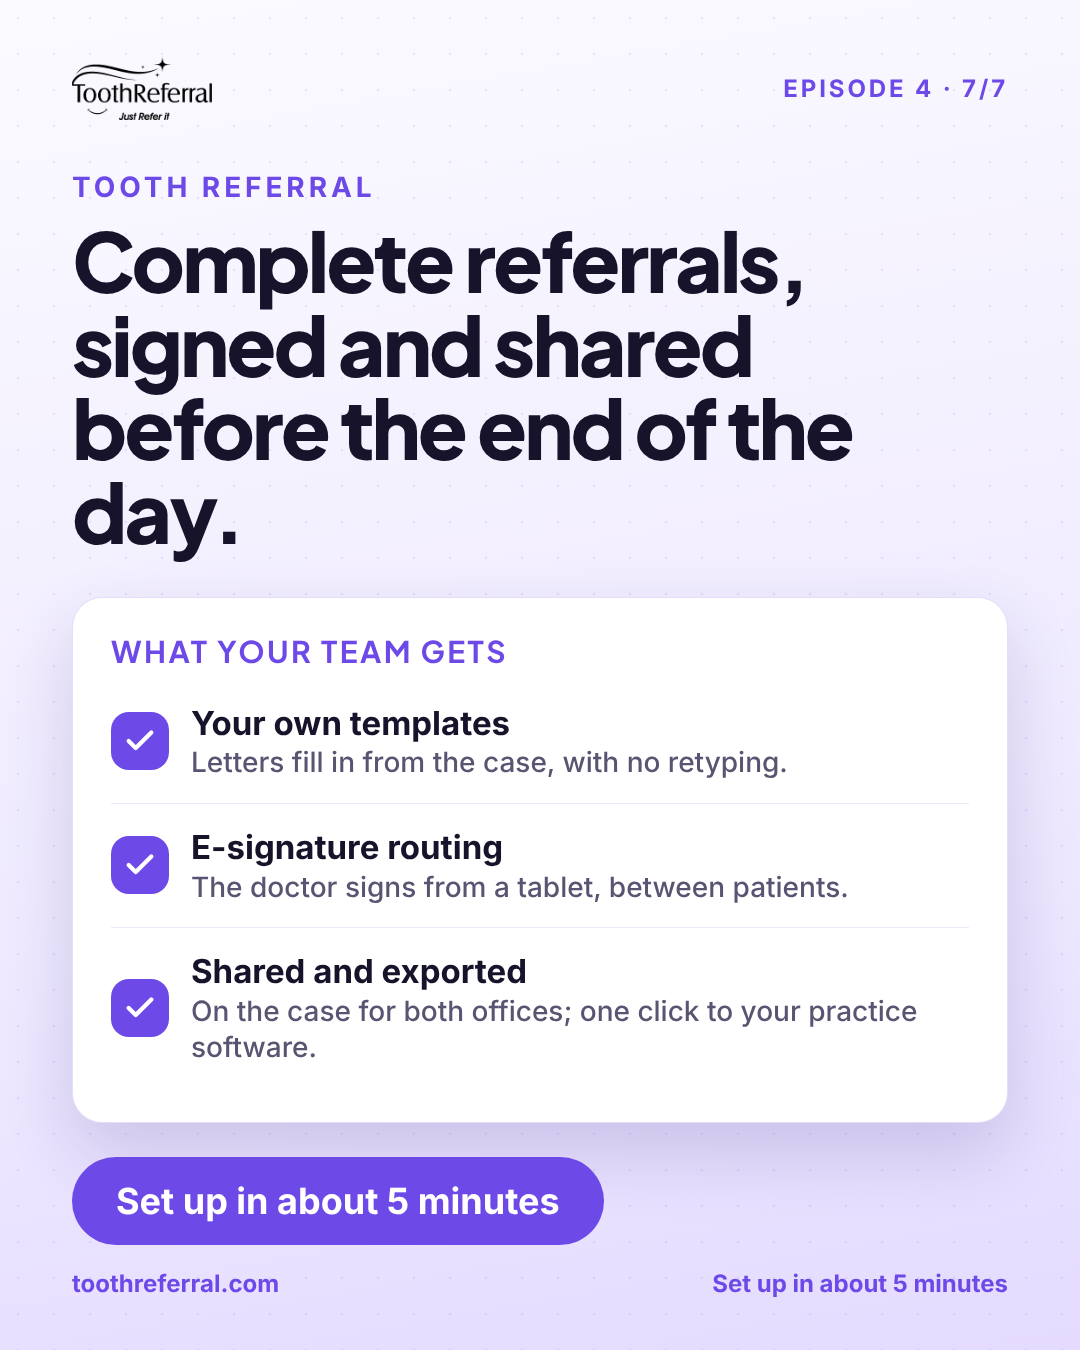 ToothReferral
Just Refer it
EPISODE 4 · 7/7
TOOTH REFERRAL
Complete referrals,
signed and shared
before the end of the
day.
WHAT YOUR TEAM GETS
Your own templates
Letters fill in from the case, with no retyping.
E-signature routing
The doctor signs from a tablet, between patients.
Shared and exported
On the case for both offices; one click to your practice
software.
Set up in about 5 minutes
toothreferral.com
Set up in about 5 minutes